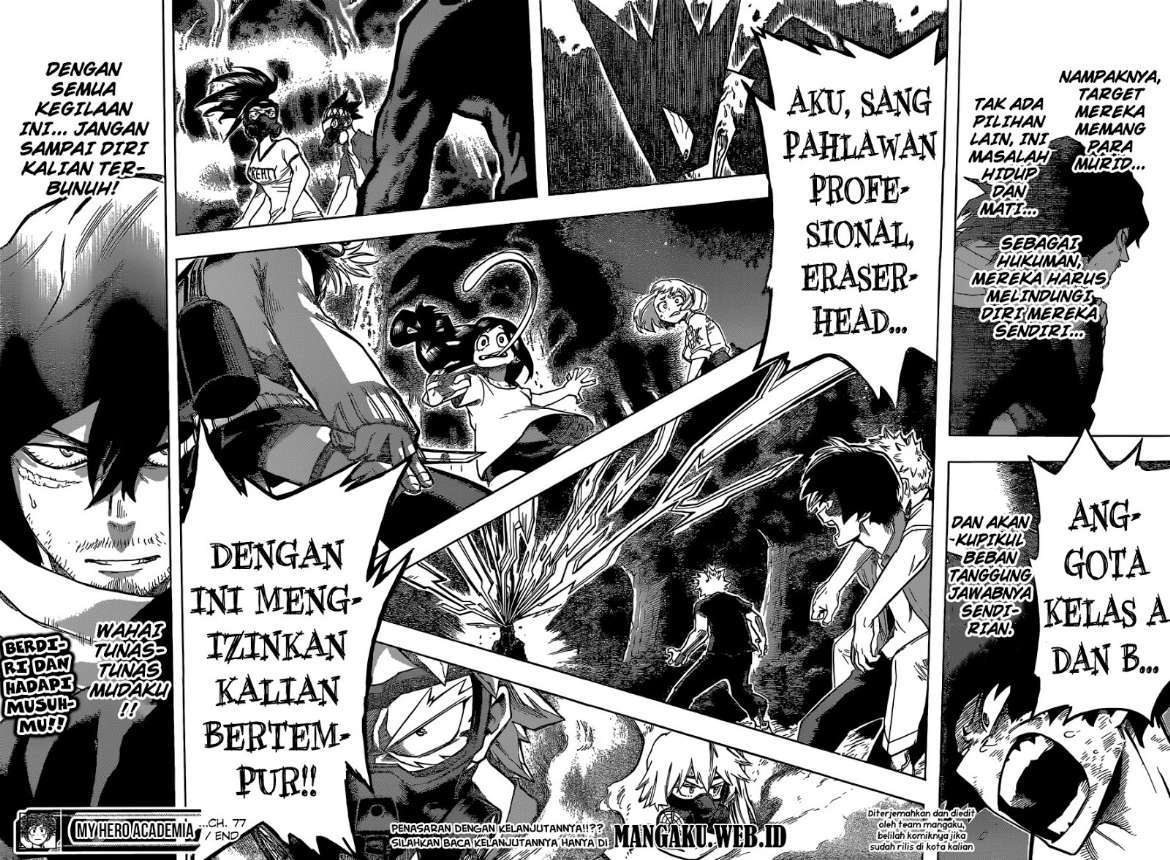 NAMPAKNYA,
TARGET
MEREKA
MEMANG
PARA
MURID...
TAK ADA
PILIHAN
LAIN, INI
MASALAH
HIDUP
DAN
MATI...
SEBAGAI
HUKUMAN,
MEREKA HARUS
MELINDUNGI
DIRI MEREKA
SENDIRI...
ANG-
GOTA
KELAS A
DAN B...
DAN AKAN
-KUPIKUL
BEBAN
TANGGUNG
JAWABNYA
SENDI-
RIAN.
AKU, SANG
PAHLAWAN
PROFE-
SIONAL,
ERASER-
HEAD...
DENGAN
INI MENG-
IZINKAN
KALIAN
BERTEM-
PUR!!
DENGAN
SEMUA
KEGILAAN
INI... JANGAN
SAMPAI DIRI
KALIAN TER-
BUNUH!
WAHAI
TUNAS-
TUNAS
MUDAKU
!!
BERDI-
RI DAN
HADAPI
MUSUH-
MU!!
MY HERO ACADEMIA
...CH. 77
/ END
PENASARAN DENGAN KELANJUTANNYA!!??
SILAHKAN BACA KELANJUTANNYA HANYA DI MANGAKU.WEB.ID
Diterjemahkan dan diedit
oleh team mangaku,
belilah komiknya jika
sudah rilis di kota kalian